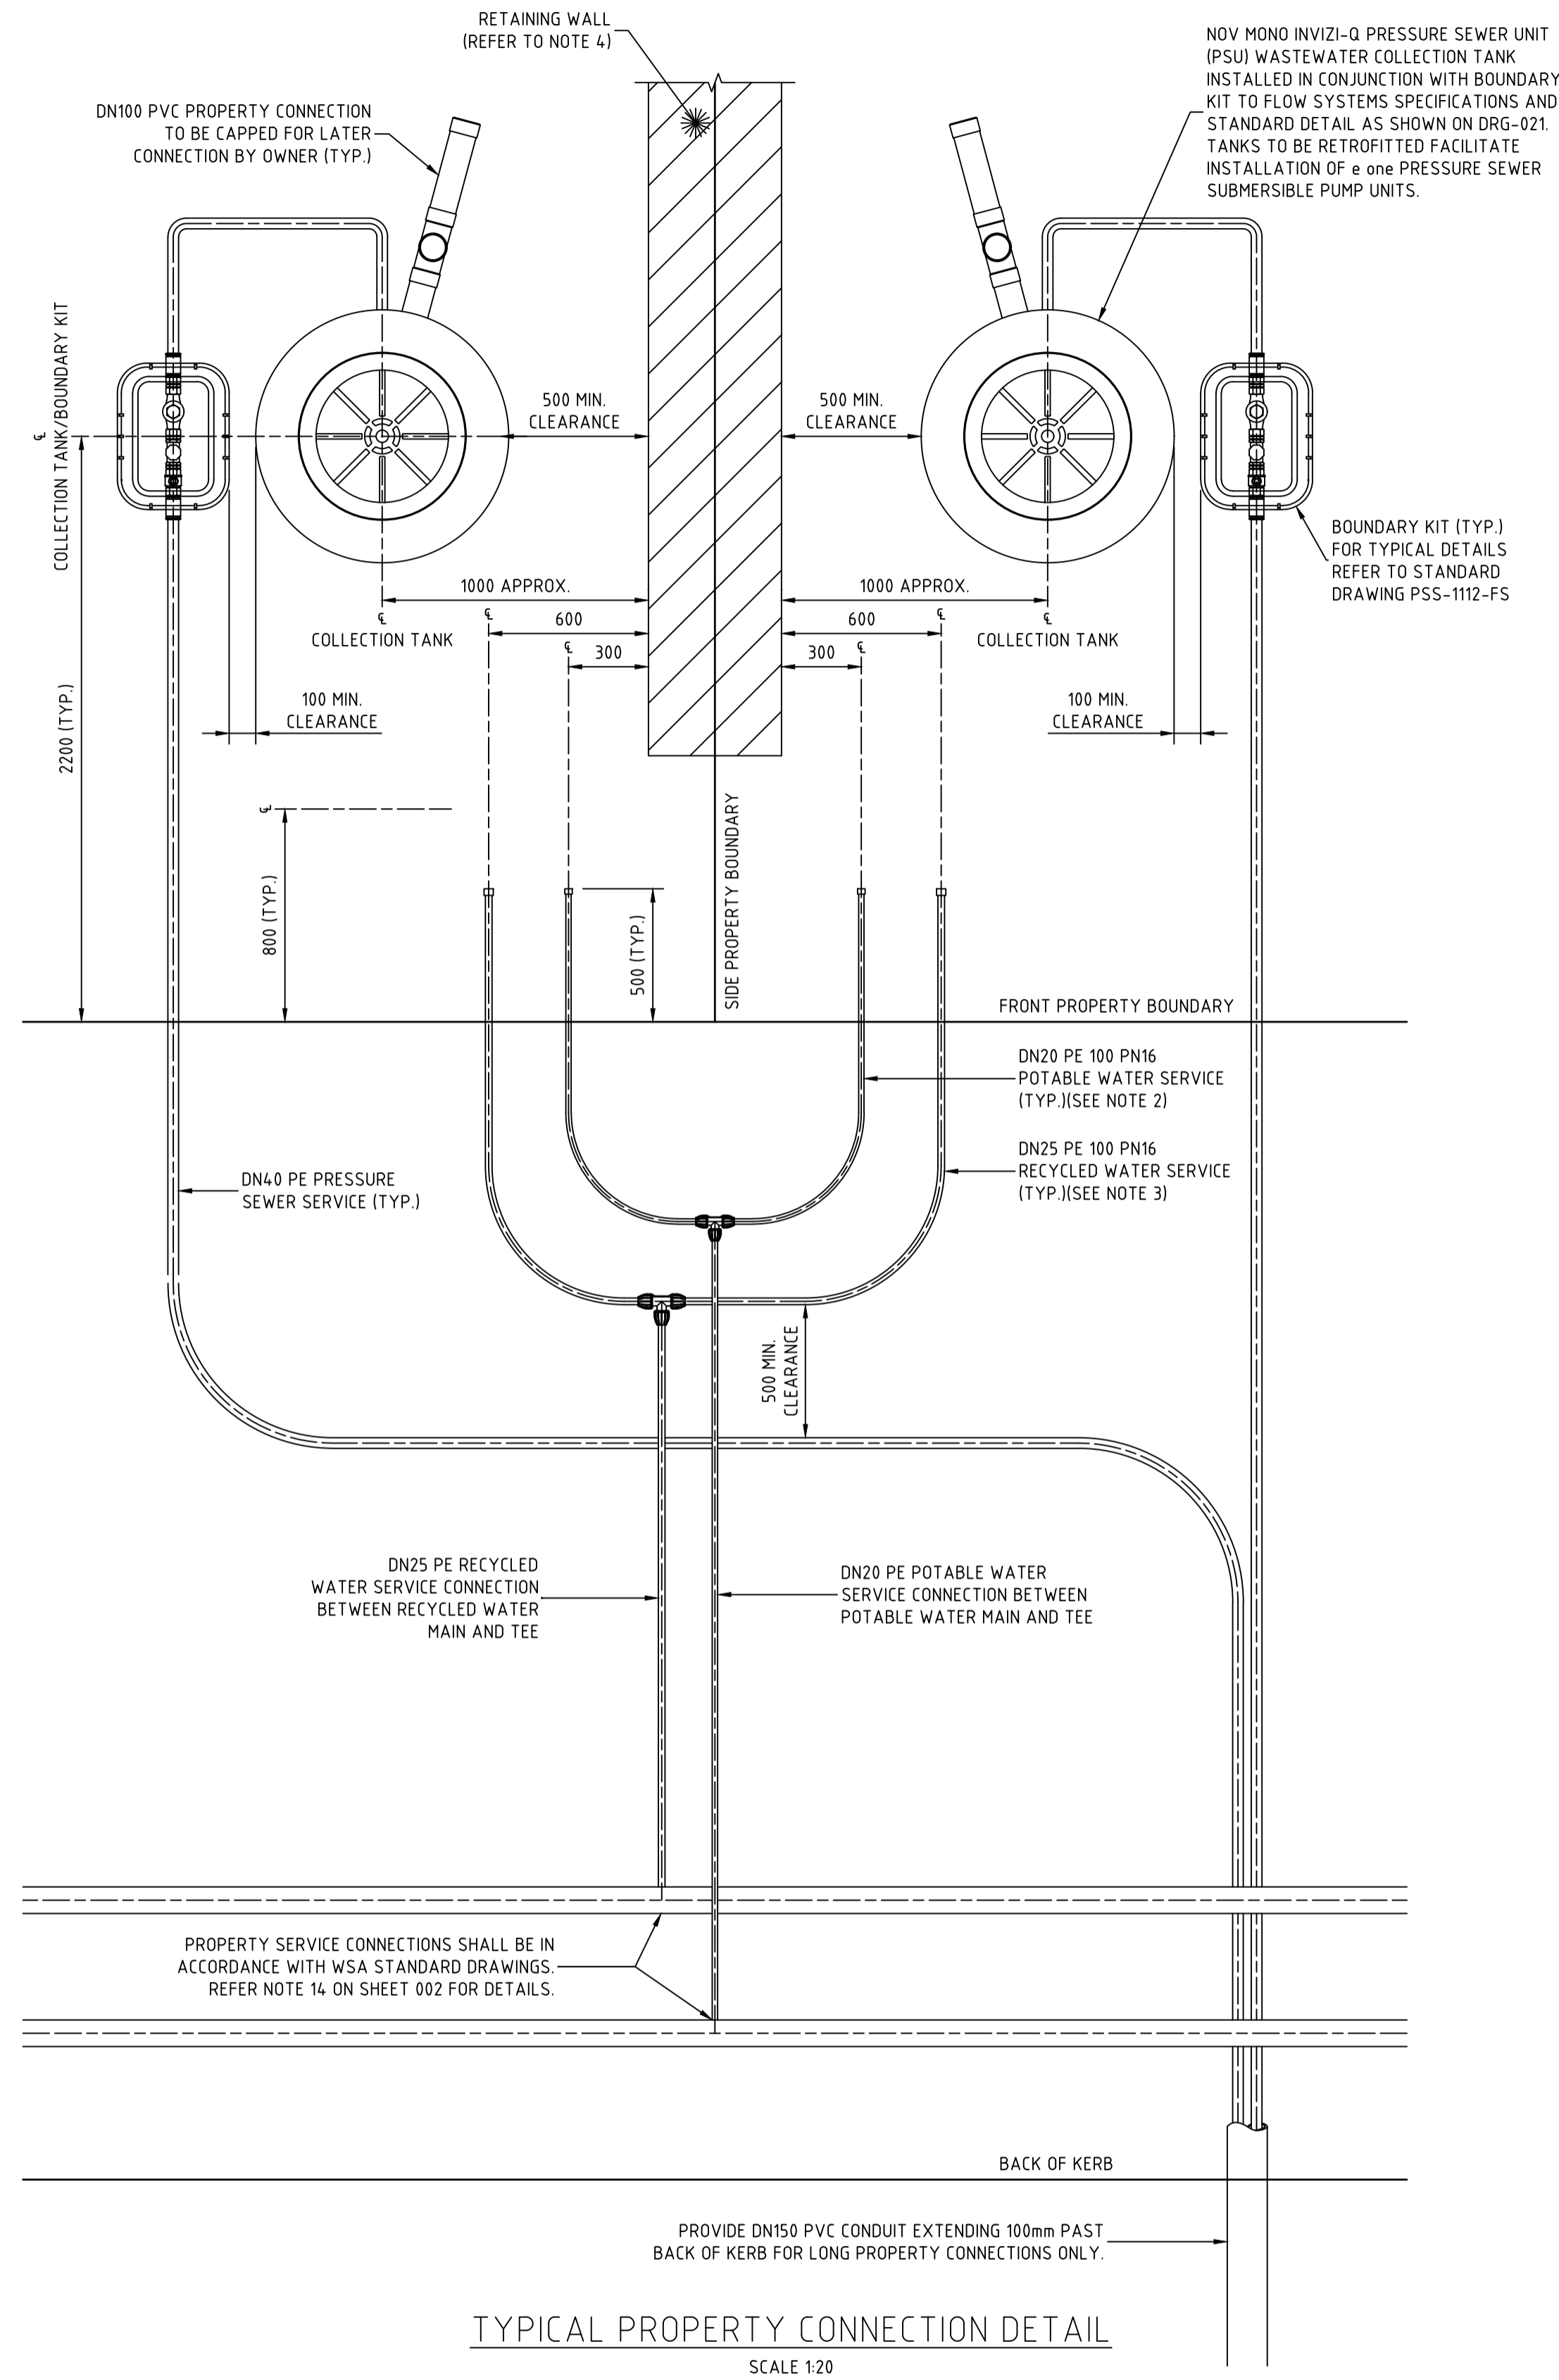 RETAINING WALL
(REFER TO NOTE 4)
NOV MONO INVIZI-Q PRESSURE SEWER UNIT
(PSU) WASTEWATER COLLECTION TANK
INSTALLED IN CONJUNCTION WITH BOUNDARY
KIT TO FLOW SYSTEMS SPECIFICATIONS AND
STANDARD DETAIL AS SHOWN ON DRG-021.
TANKS TO BE RETROFITTED FACILITATE
INSTALLATION OF e one PRESSURE SEWER
SUBMERSIBLE PUMP UNITS.
DN100 PVC PROPERTY CONNECTION
TO BE CAPPED FOR LATER
CONNECTION BY OWNER (TYP.)
℄
COLLECTION TANK/BOUNDARY KIT
500 MIN.
CLEARANCE
500 MIN.
CLEARANCE
BOUNDARY KIT (TYP.)
FOR TYPICAL DETAILS
REFER TO STANDARD
DRAWING PSS-1112-FS
1000 APPROX.
1000 APPROX.
℄
COLLECTION TANK
℄
COLLECTION TANK
℄
600
600
℄
℄
300
300
℄
2200 (TYP.)
100 MIN.
CLEARANCE
100 MIN.
CLEARANCE
℄
800 (TYP.)
500 (TYP.)
SIDE PROPERTY BOUNDARY
FRONT PROPERTY BOUNDARY
DN20 PE 100 PN16
POTABLE WATER SERVICE
(TYP.)(SEE NOTE 2)
DN25 PE 100 PN16
RECYCLED WATER SERVICE
(TYP.)(SEE NOTE 3)
DN40 PE PRESSURE
SEWER SERVICE (TYP.)
500 MIN.
CLEARANCE
DN25 PE RECYCLED
WATER SERVICE CONNECTION
BETWEEN RECYCLED WATER
MAIN AND TEE
DN20 PE POTABLE WATER
SERVICE CONNECTION BETWEEN
POTABLE WATER MAIN AND TEE
PROPERTY SERVICE CONNECTIONS SHALL BE IN
ACCORDANCE WITH WSA STANDARD DRAWINGS.
REFER NOTE 14 ON SHEET 002 FOR DETAILS.
BACK OF KERB
PROVIDE DN150 PVC CONDUIT EXTENDING 100mm PAST
BACK OF KERB FOR LONG PROPERTY CONNECTIONS ONLY.
TYPICAL PROPERTY CONNECTION DETAIL
SCALE 1:20